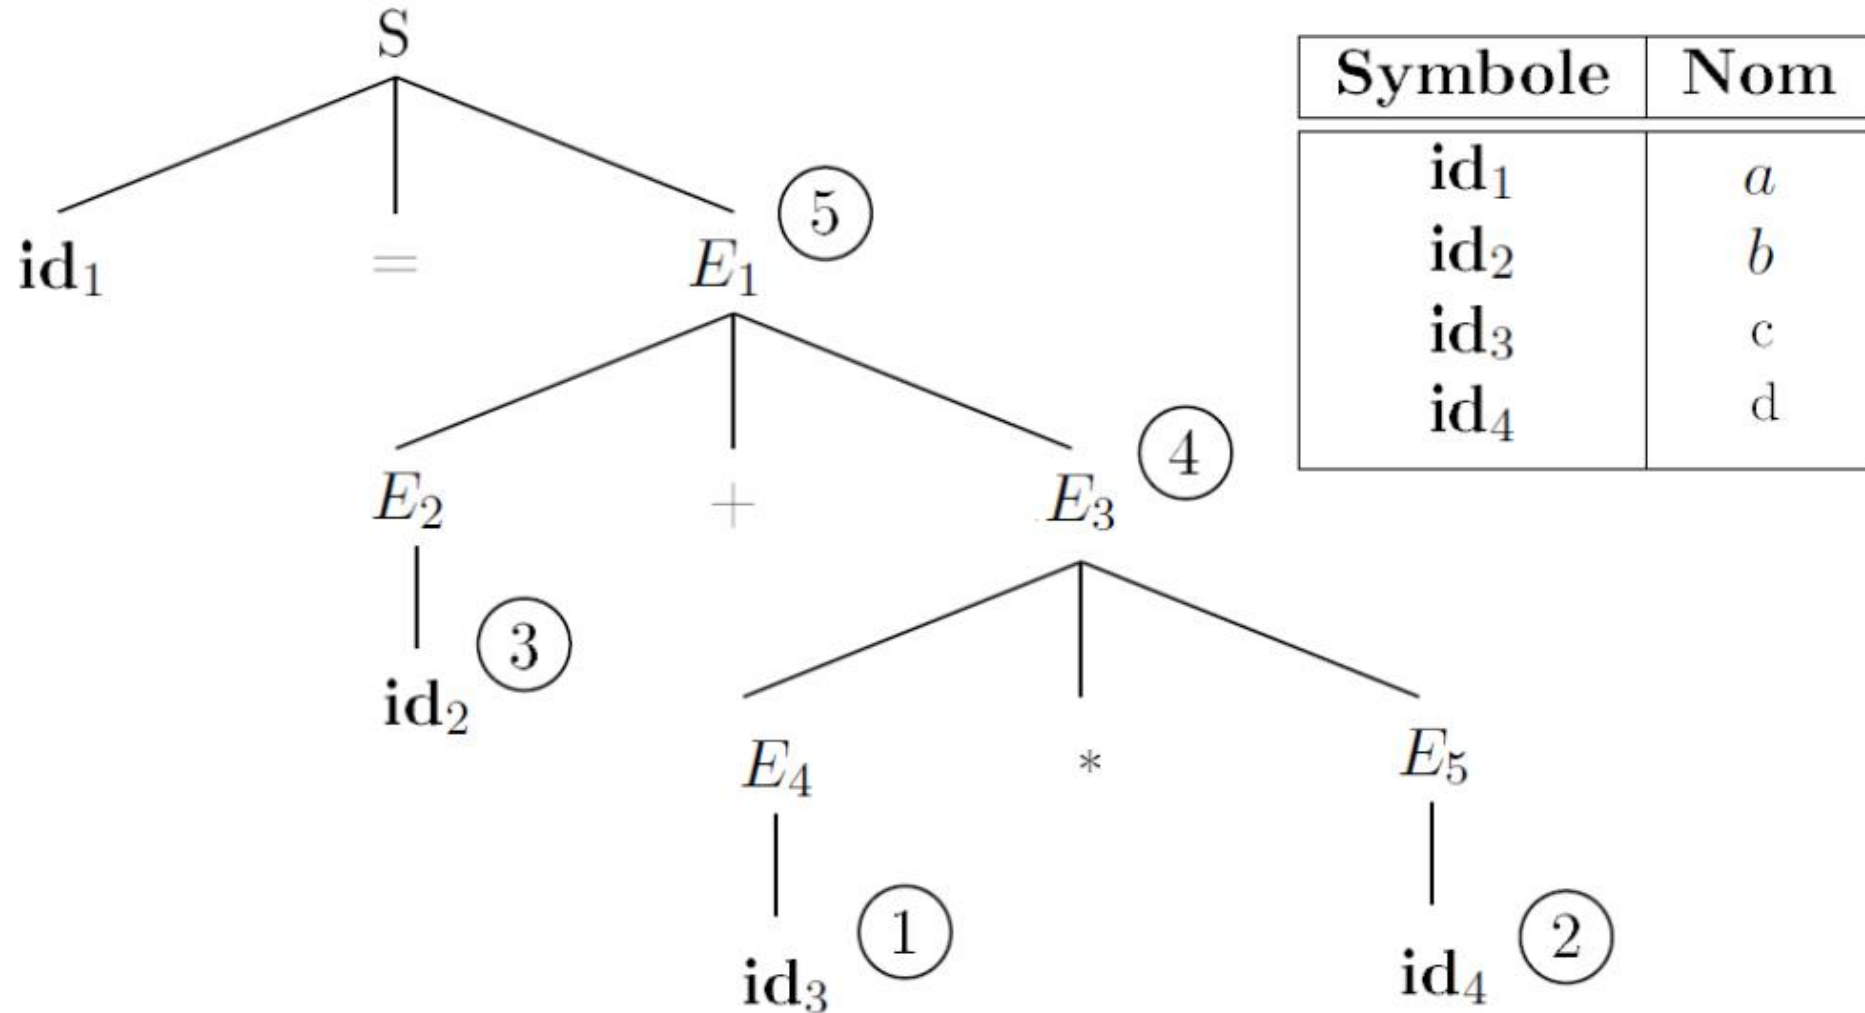 S
Symbole Nom
id₁ = E₁ 5
id₁ a
id₂ b
id₃ c
id₄ d
E₂ + E₃ 4
id₂ 3
E₄ * E₅
id₃ 1 id₄ 2